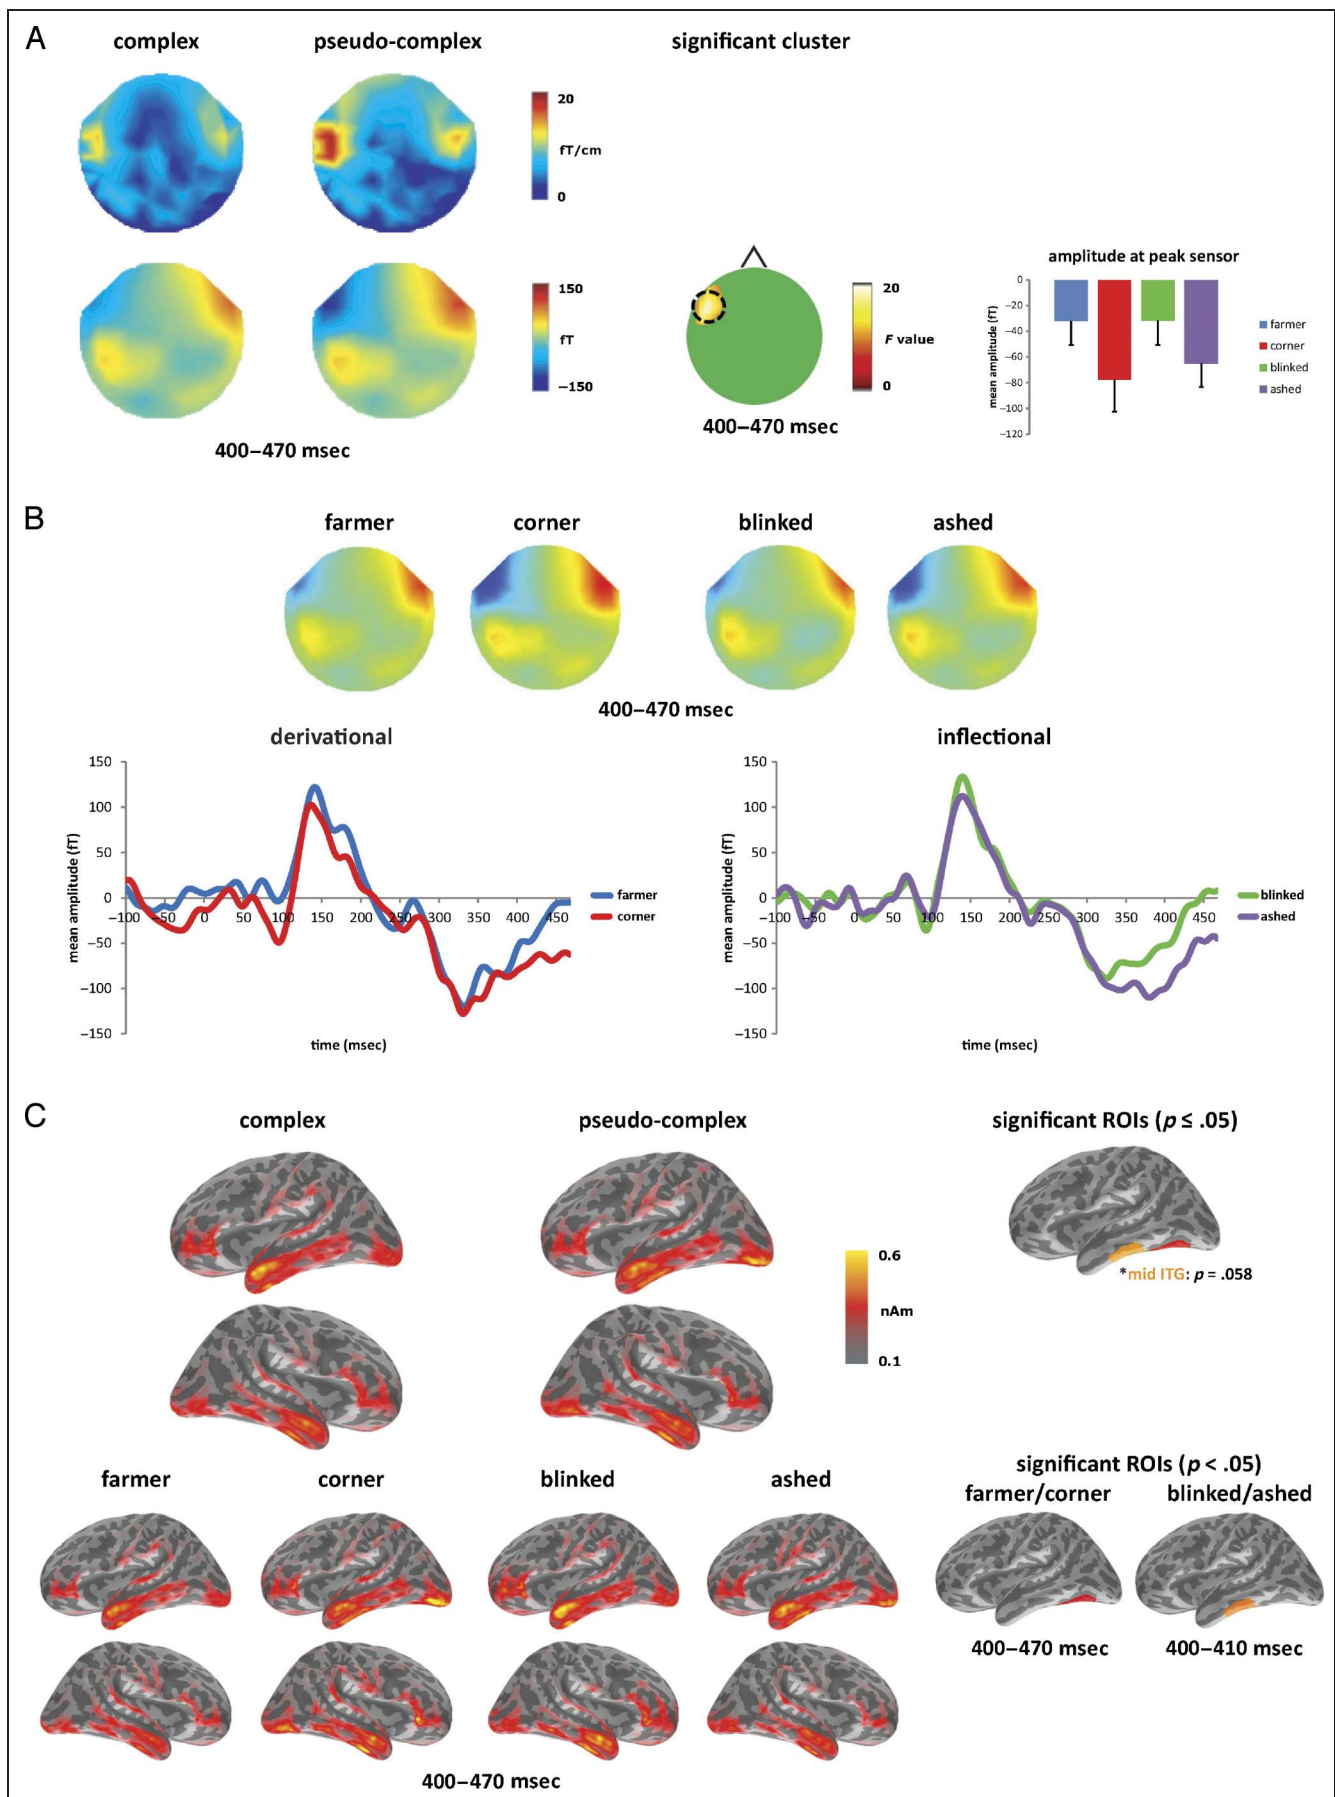 A
complex
pseudo-complex
significant cluster
20
fT/cm
0
150
fT
−150
400–470 msec
20
F value
0
400–470 msec
amplitude at peak sensor
mean amplitude (fT)
0
−20
−40
−60
−80
−100
−120
farmer
corner
blinked
ashed
B
farmer
corner
blinked
ashed
400–470 msec
derivational
mean amplitude (fT)
150
100
50
0
−50
−100
−150
−100 −50 0 50 100 150 200 250 300 350 400 450
time (msec)
farmer
corner
inflectional
mean amplitude (fT)
150
100
50
0
−50
−100
−150
−100 −50 0 50 100 150 200 250 300 350 400 450
time (msec)
blinked
ashed
C
complex
pseudo-complex
significant ROIs (p ≤ .05)
0.6
nAm
0.1
*mid ITG: p = .058
farmer
corner
blinked
ashed
significant ROIs (p < .05)
farmer/corner
blinked/ashed
400–470 msec
400–410 msec
400–470 msec